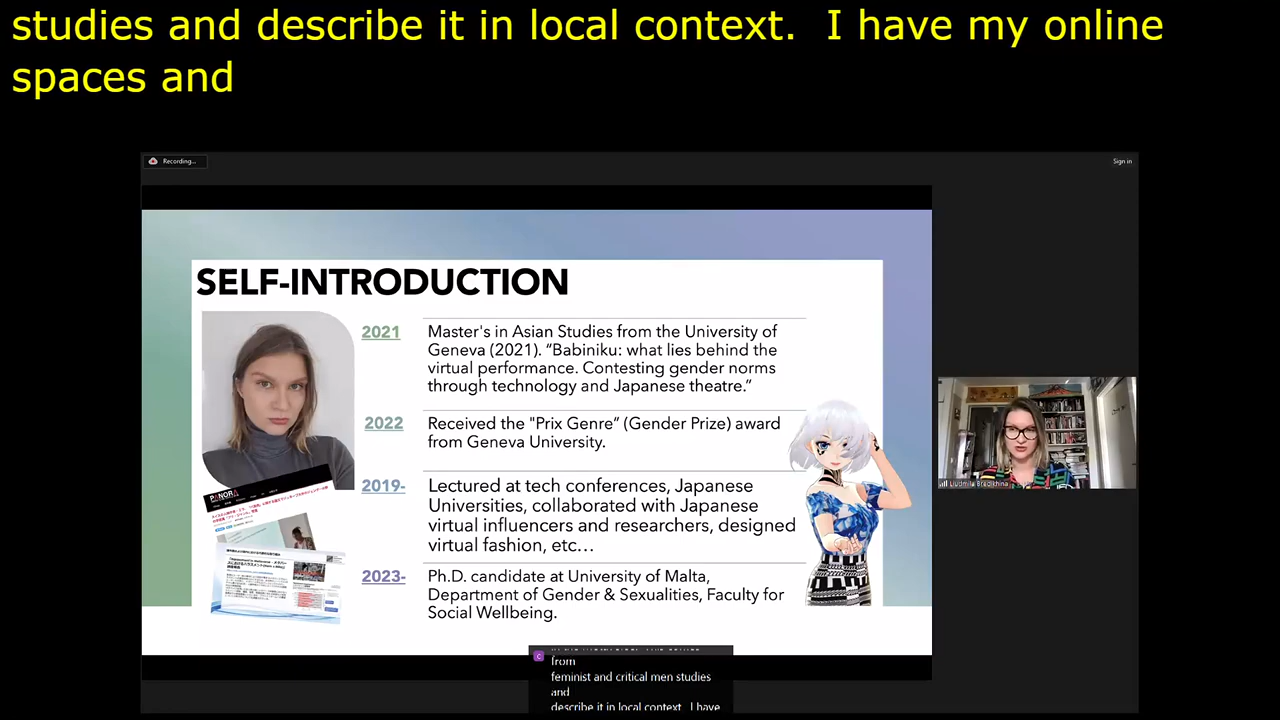 studies and describe it in local context.  I have my online
spaces and
Recording...
Sign in
SELF-INTRODUCTION
2021
Master's in Asian Studies from the University of
Geneva (2021). “Babiniku: what lies behind the
virtual performance. Contesting gender norms
through technology and Japanese theatre.”
2022
Received the "Prix Genre” (Gender Prize) award
from Geneva University.
2019-
Lectured at tech conferences, Japanese
Universities, collaborated with Japanese
virtual influencers and researchers, designed
virtual fashion, etc…
2023-
Ph.D. candidate at University of Malta,
Department of Gender & Sexualities, Faculty for
Social Wellbeing.
PANORA
Liudmila Bredikhina
C
from
feminist and critical men studies
and
describe it in local context.  I have